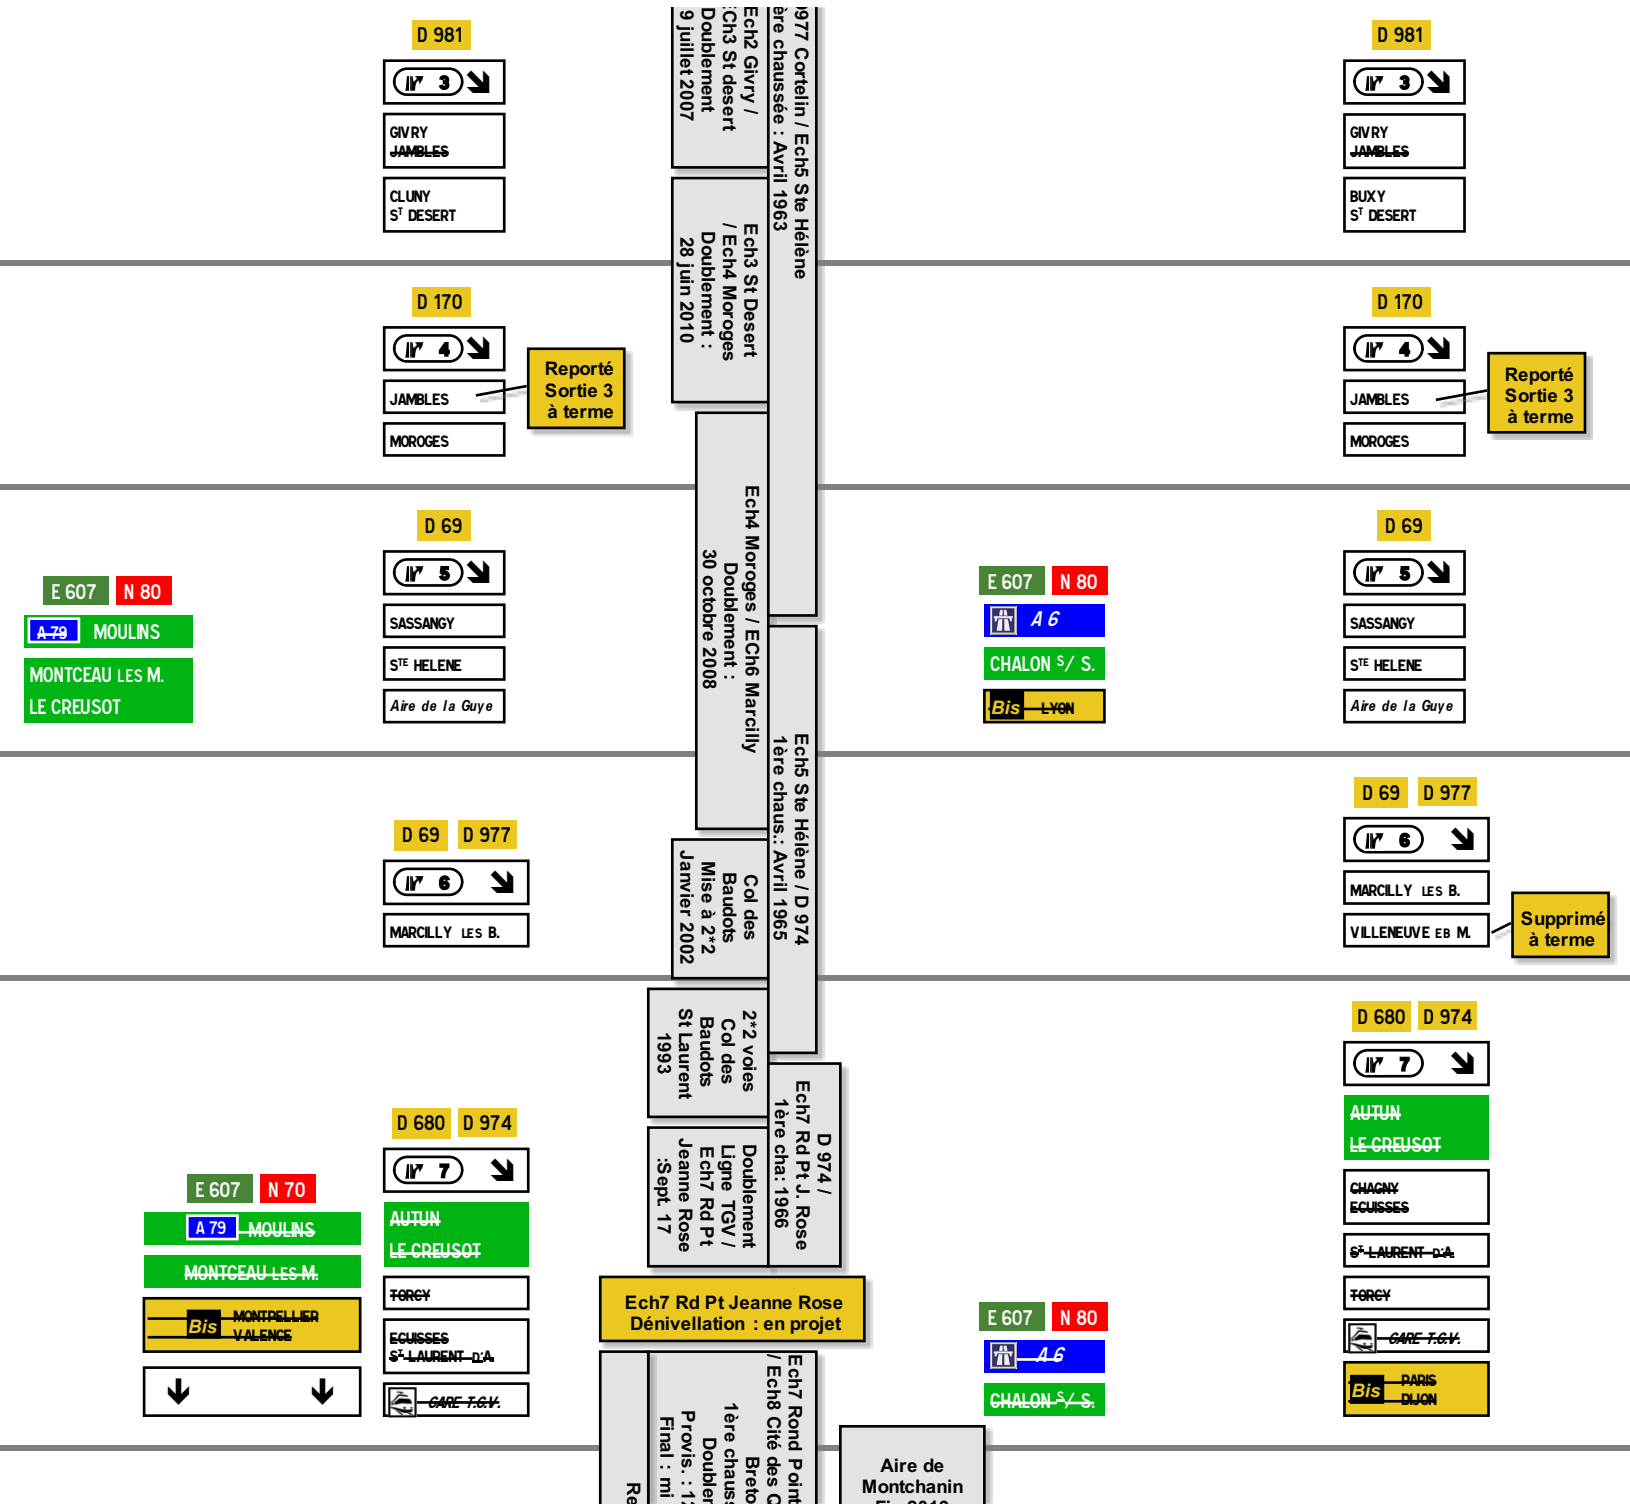 D 981
3
GIVRY
JAMBLES
CLUNY
ST DESERT
Ech2 Givry /
Ech3 St desert
Doublement
9 juillet 2007
Cortelin / Ech5 Ste Hélène
chaussée : Avril 1963
D 981
3
GIVRY
JAMBLES
BUXY
ST DESERT
D 170
4
JAMBLES
MOROGES
Reporté
Sortie 3
à terme
Ech3 St Desert
/ Ech4 Moroges
Doublement :
28 juin 2010
D 170
4
JAMBLES
MOROGES
Reporté
Sortie 3
à terme
E 607 N 80
A 79 MOULINS
MONTCEAU LES M.
LE CREUSOT
D 69
5
SASSANGY
STE HELENE
Aire de la Guye
Ech4 Moroges / ECh6 Marcilly
Doublement :
30 octobre 2008
E 607 N 80
A 6
CHALON S/ S.
Bis LYON
D 69
5
SASSANGY
STE HELENE
Aire de la Guye
D 69 D 977
6
MARCILLY LES B.
Ech5 Ste Hélène / D 974
1ère chaus.: Avril 1965
Col des
Baudots
Mise à 2*2
Janvier 2002
D 69 D 977
6
MARCILLY LES B.
VILLENEUVE EB M.
Supprimé
à terme
E 607 N 70
A 79 MOULINS
MONTCEAU LES M.
Bis MONTPELLIER
VALENCE
D 680 D 974
7
AUTUN
LE CREUSOT
TORCY
ECUISSES
ST LAURENT D'A.
GARE T.G.V.
2*2 voies
Col des
Baudots
St Laurent
1993
D 974 /
Ech7 Rd Pt J. Rose
1ère cha: 1966
Doublement
Ligne TGV /
Ech7 Rd Pt
Jeanne Rose
:Sept. 17
Ech7 Rd Pt Jeanne Rose
Dénivellation : en projet
E 607 N 80
A 6
CHALON S/ S.
D 680 D 974
7
AUTUN
LE CREUSOT
CHAGNY
ECUISSES
ST LAURENT D'A.
TORCY
GARE T.G.V.
Bis PARIS
DIJON
Ech7 Rond Point
/ Ech8 Cité des
1ère
Provis. :
Final :
Aire de
Montchanin